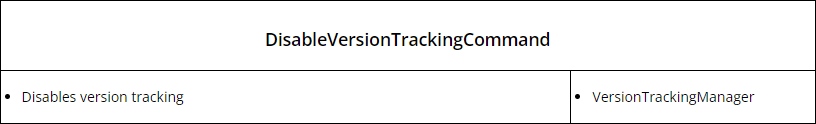 DisableVersionTrackingCommand
• Disables version tracking
• VersionTrackingManager